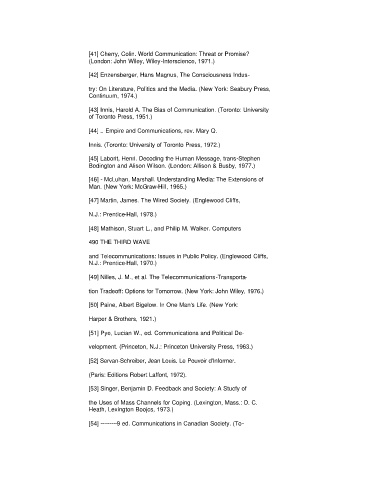 [41] Cherry, Colin. World Communication: Threat or Promise?
(London: John Wiley, Wiley-Interscience, 1971.)
[42] Enzensberger, Hans Magnus, The Consciousness Indus-
try: On Literature, Politics and the Media. (New York: Seabury Press,
Continuum, 1974.)
[43] Innis, Harold A. The Bias of Communication. (Toronto: University
of Toronto Press, 1951.)
[44] .. Empire and Communications, rev. Mary Q.
Innis. (Toronto: University of Toronto Press, 1972.)
[45] Laborit, Henri. Decoding the Human Message, trans-Stephen
Bodington and Alison Wilson. (London: Allison & Busby, 1977.)
[46] - McLuhan, Marshall. Understanding Media: The Extensions of
Man. (New York: McGraw-Hill, 1965.)
[47] Martin, James. The Wired Society. (Englewood Cliffs,
N.J.: Prentice-Hall, 1978.)
[48] Mathison, Stuart L., and Philip M. Walker. Computers
490 THE THIRD WAVE
and Telecommunications: Issues in Public Policy. (Englewood Cliffs,
N.J.: Prentice-Hall, 1970.)
[49] Nilles, J. M., et al. The Telecommunications-Transporta-
tion Tradeoff: Options for Tomorrow. (New York: John Wiley, 1976.)
[50] Paine, Albert Bigelow. In One Man's Life. (New York:
Harper & Brothers, 1921.)
[51] Pye, Lucian W., ed. Communications and Political De-
velopment. (Princeton, N.J.: Princeton University Press, 1963.)
[52] Servan-Schreiber, Jean Louis. Le Pouvoir d'Informer.
(Paris: Editions Robert Laffont, 1972).
[53] Singer, Benjamin D. Feedback and Society: A Study of
the Uses of Mass Channels for Coping. (Lexington, Mass.: D. C.
Heath, Lexington Boojcs, 1973.)
[54] --------9 ed. Communications in Canadian Society. (To-